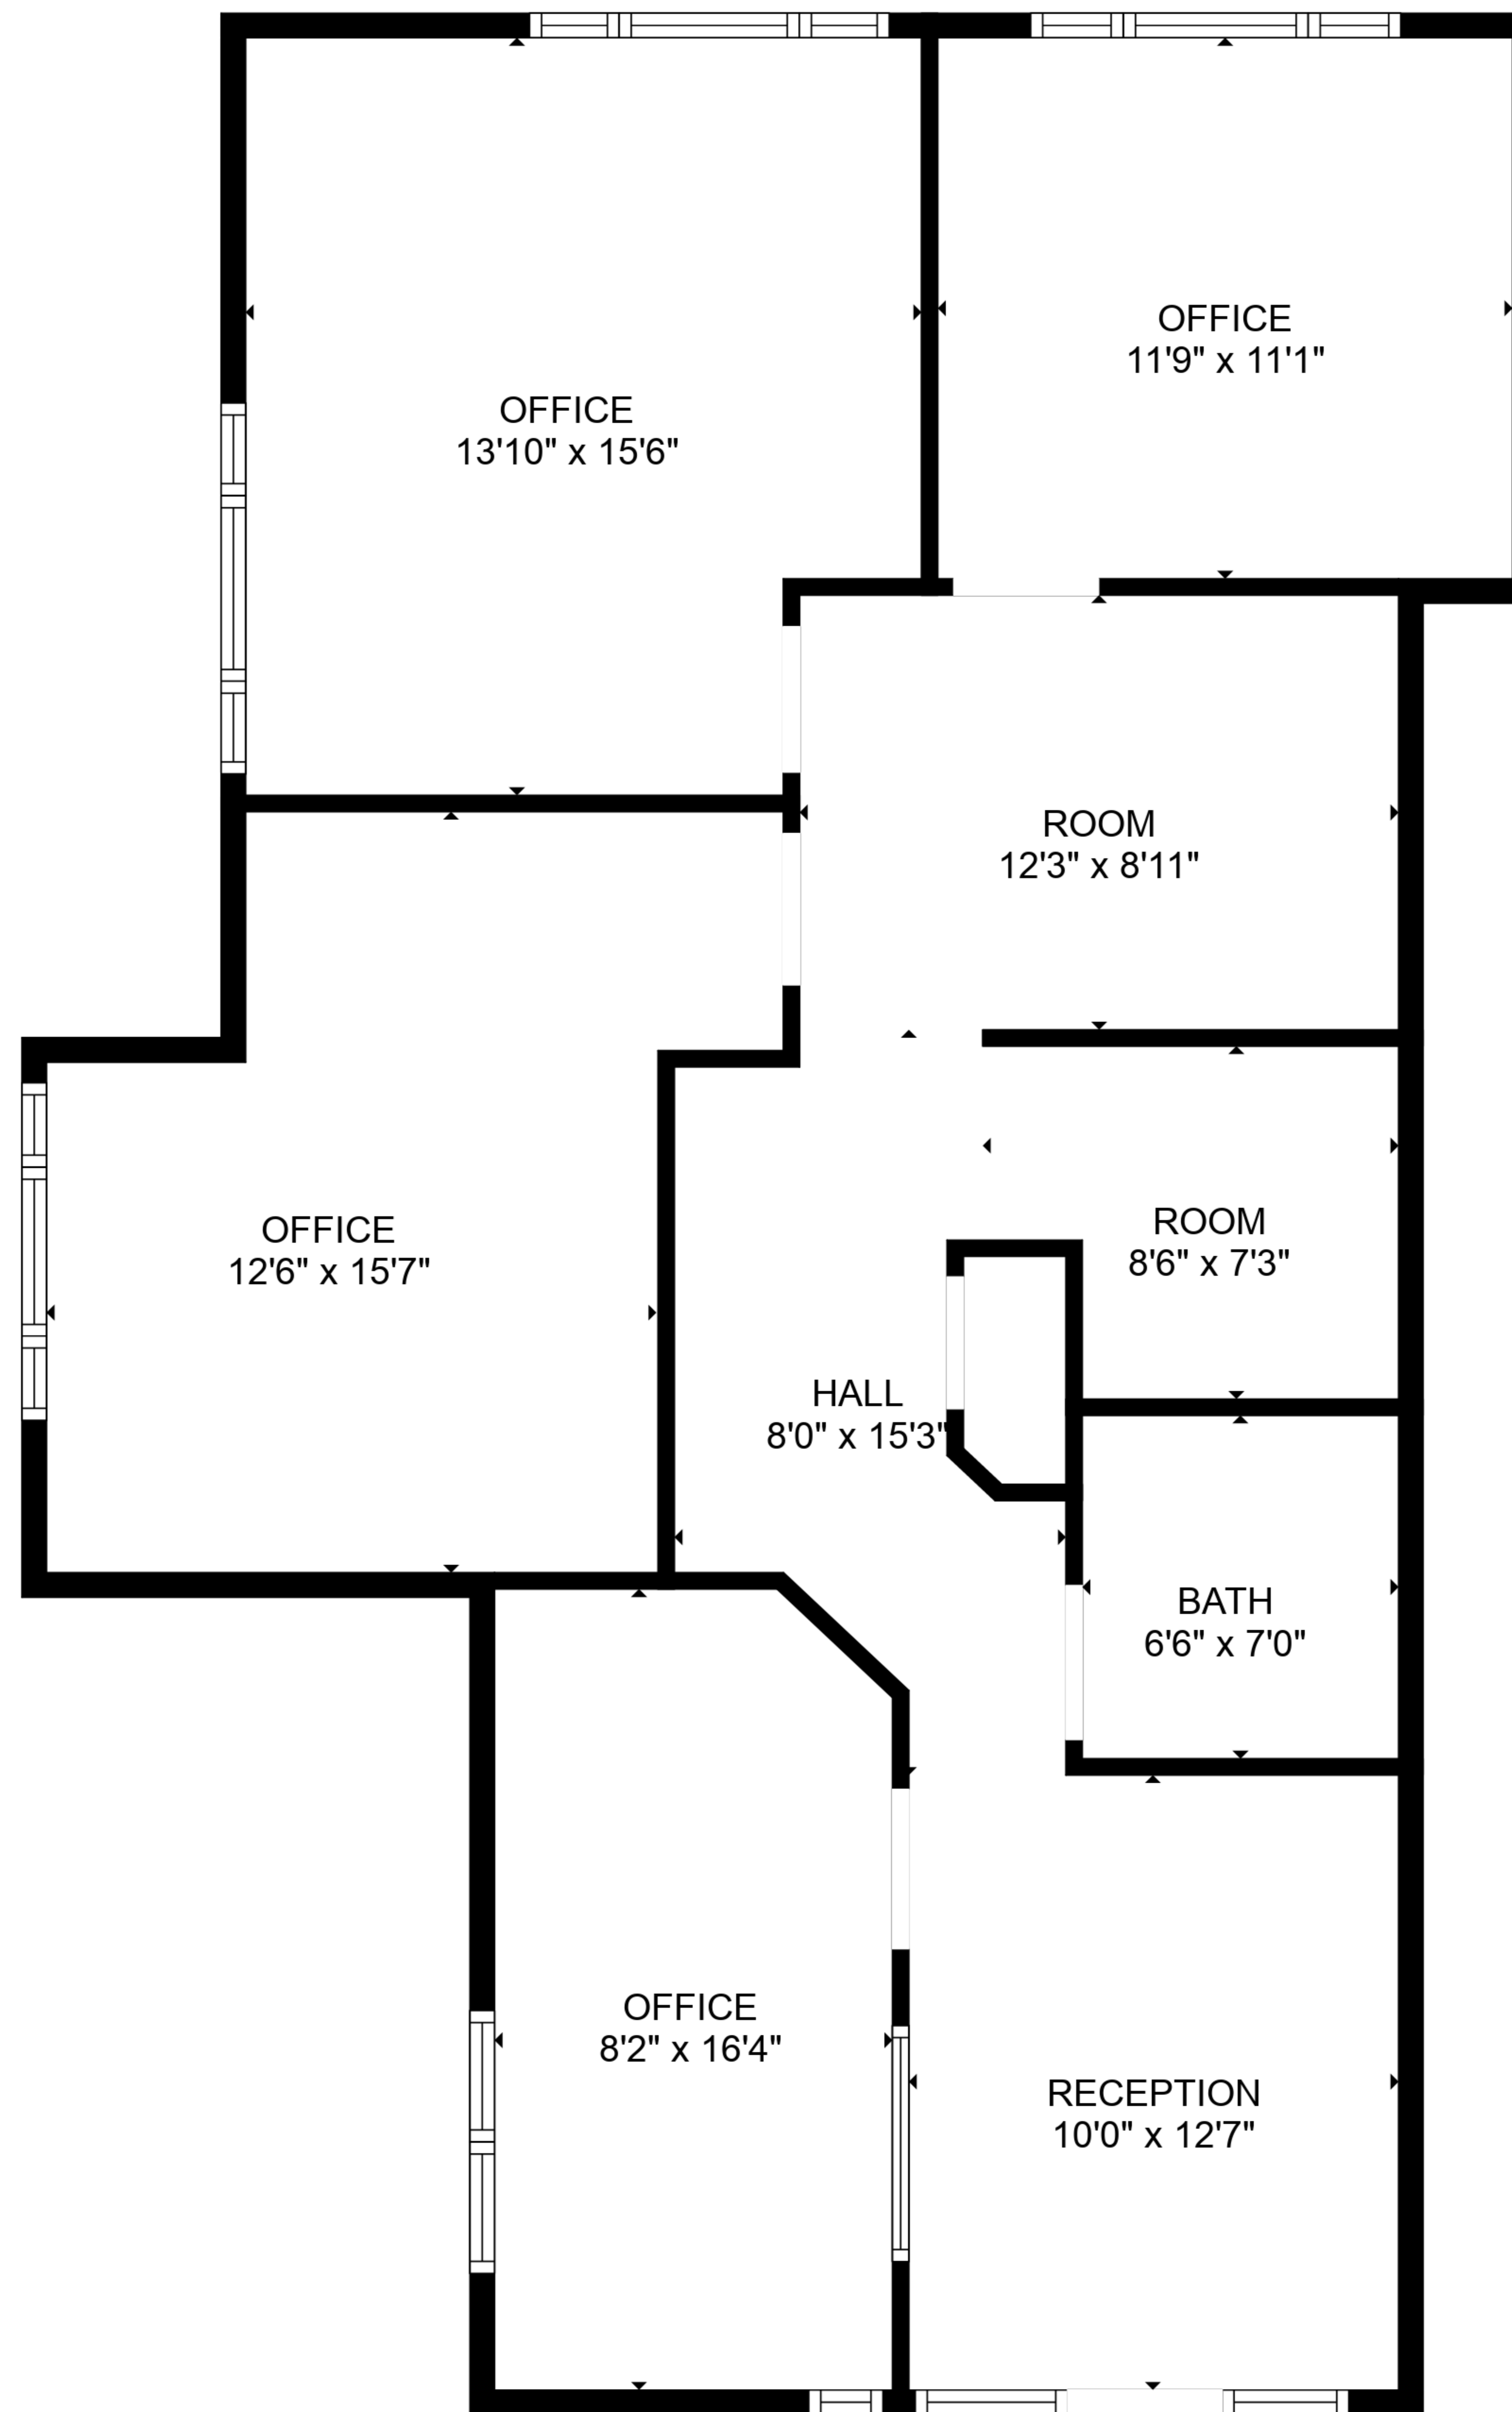 OFFICE
11'9" x 11'1"
OFFICE
13'10" x 15'6"
ROOM
12'3" x 8'11"
ROOM
8'6" x 7'3"
OFFICE
12'6" x 15'7"
HALL
8'0" x 15'3"
BATH
6'6" x 7'0"
OFFICE
8'2" x 16'4"
RECEPTION
10'0" x 12'7"